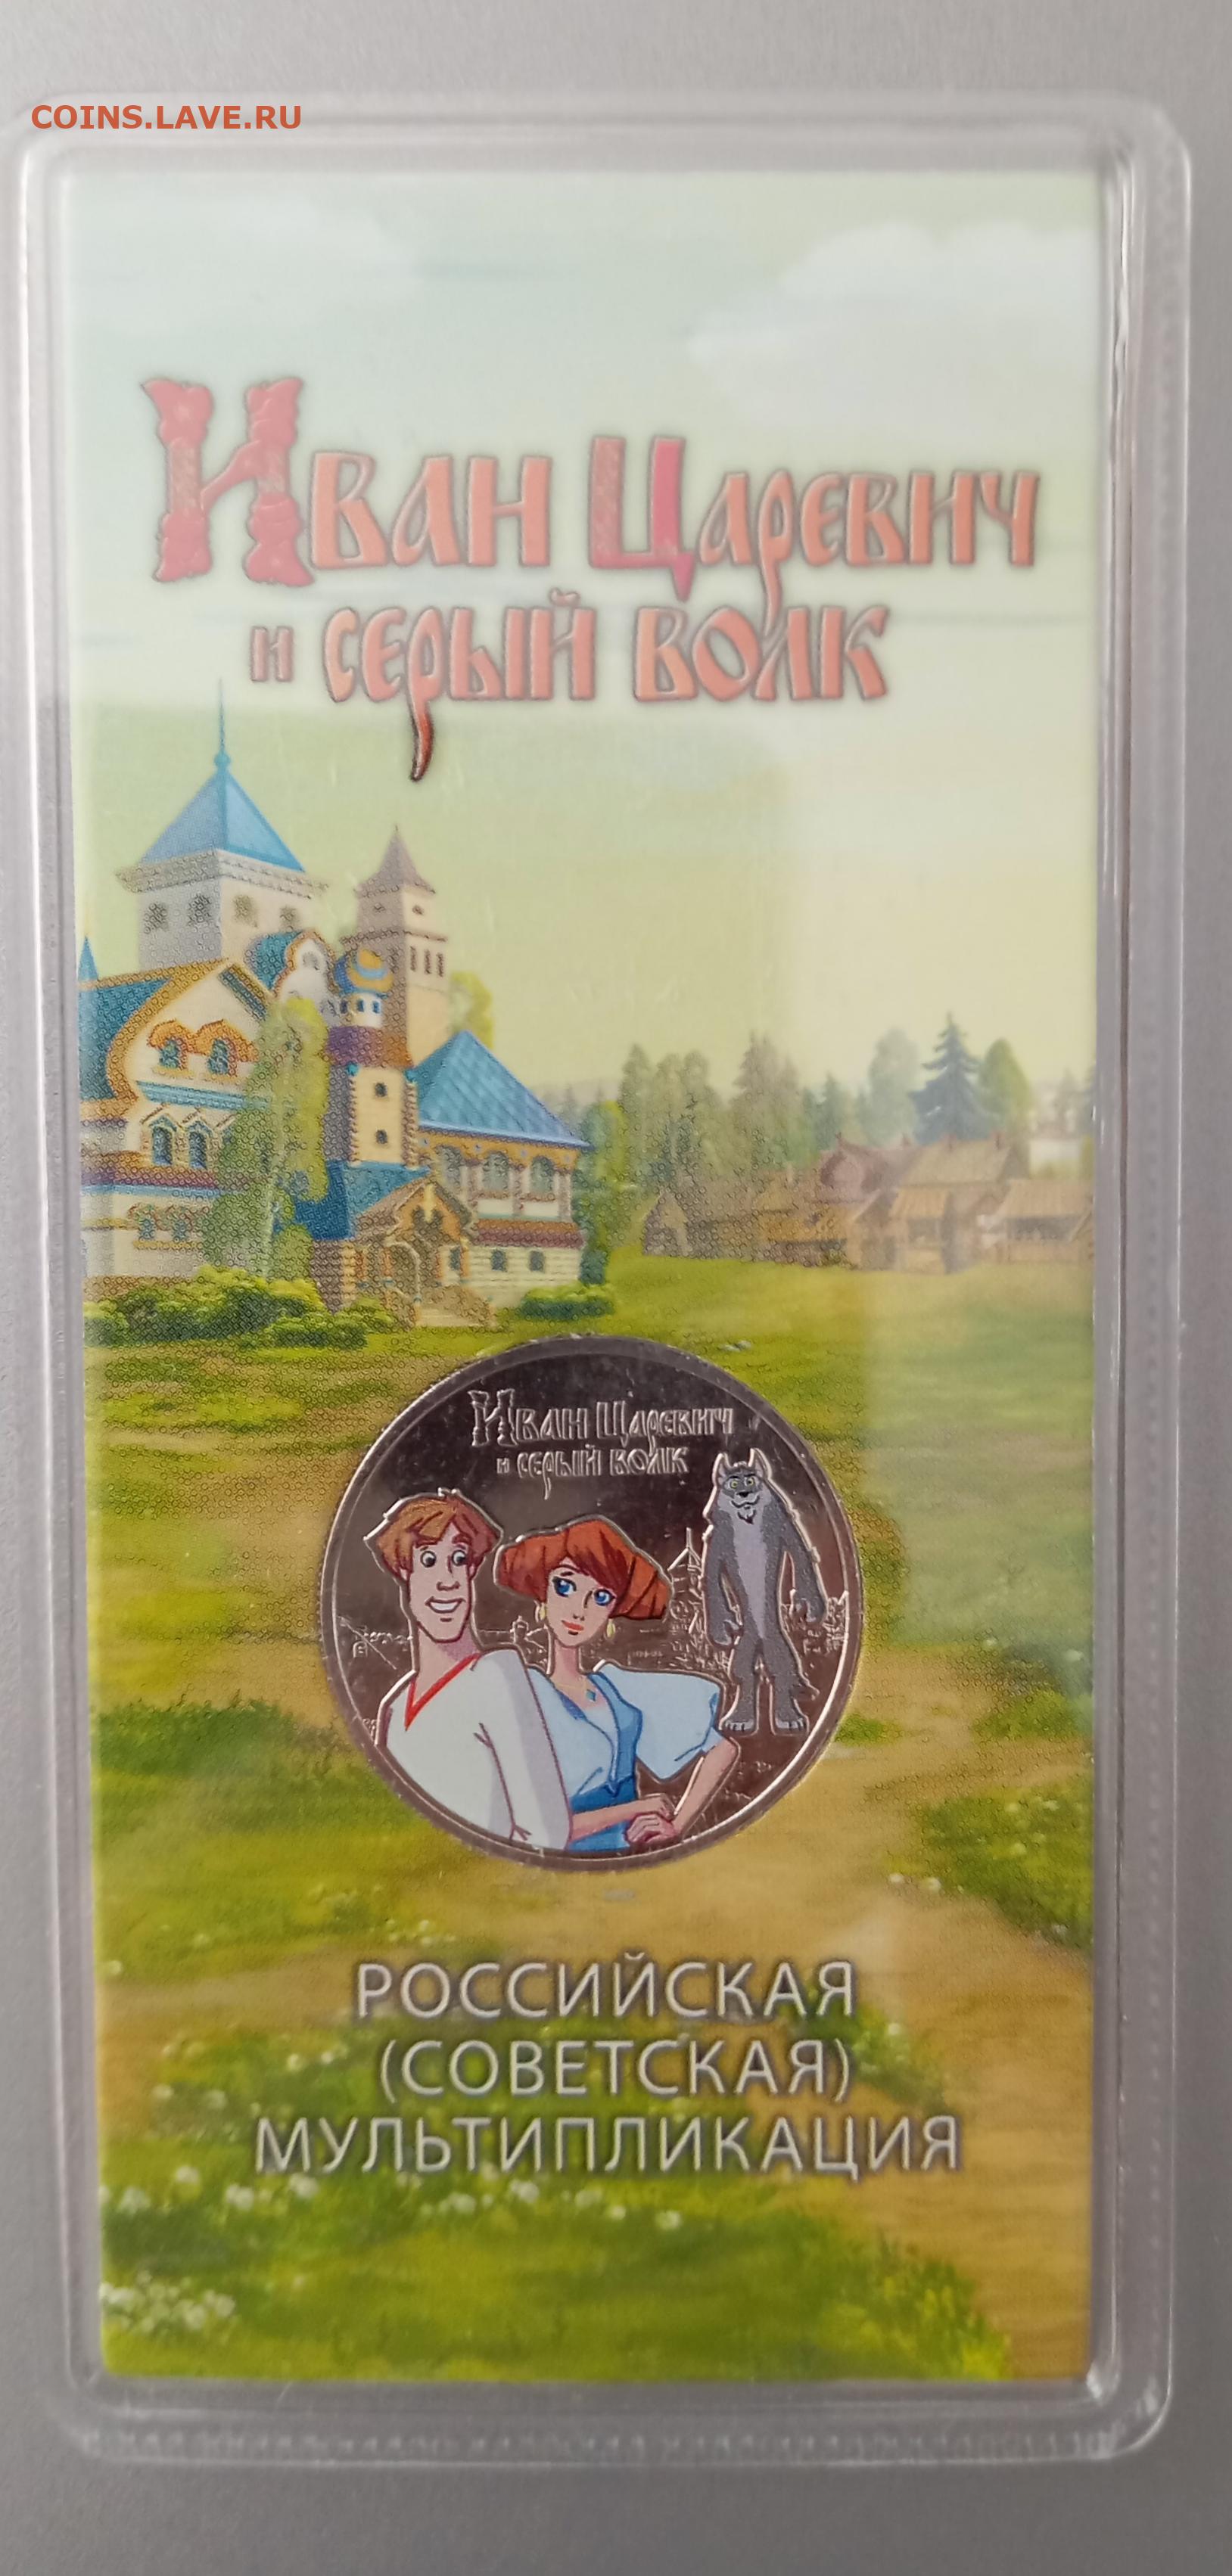 COINS.LAVE.RU
Иван Царевич
и серый волк
Иван Царевич
и серый волк
РОССИЙСКАЯ
(СОВЕТСКАЯ)
МУЛЬТИПЛИКАЦИЯ